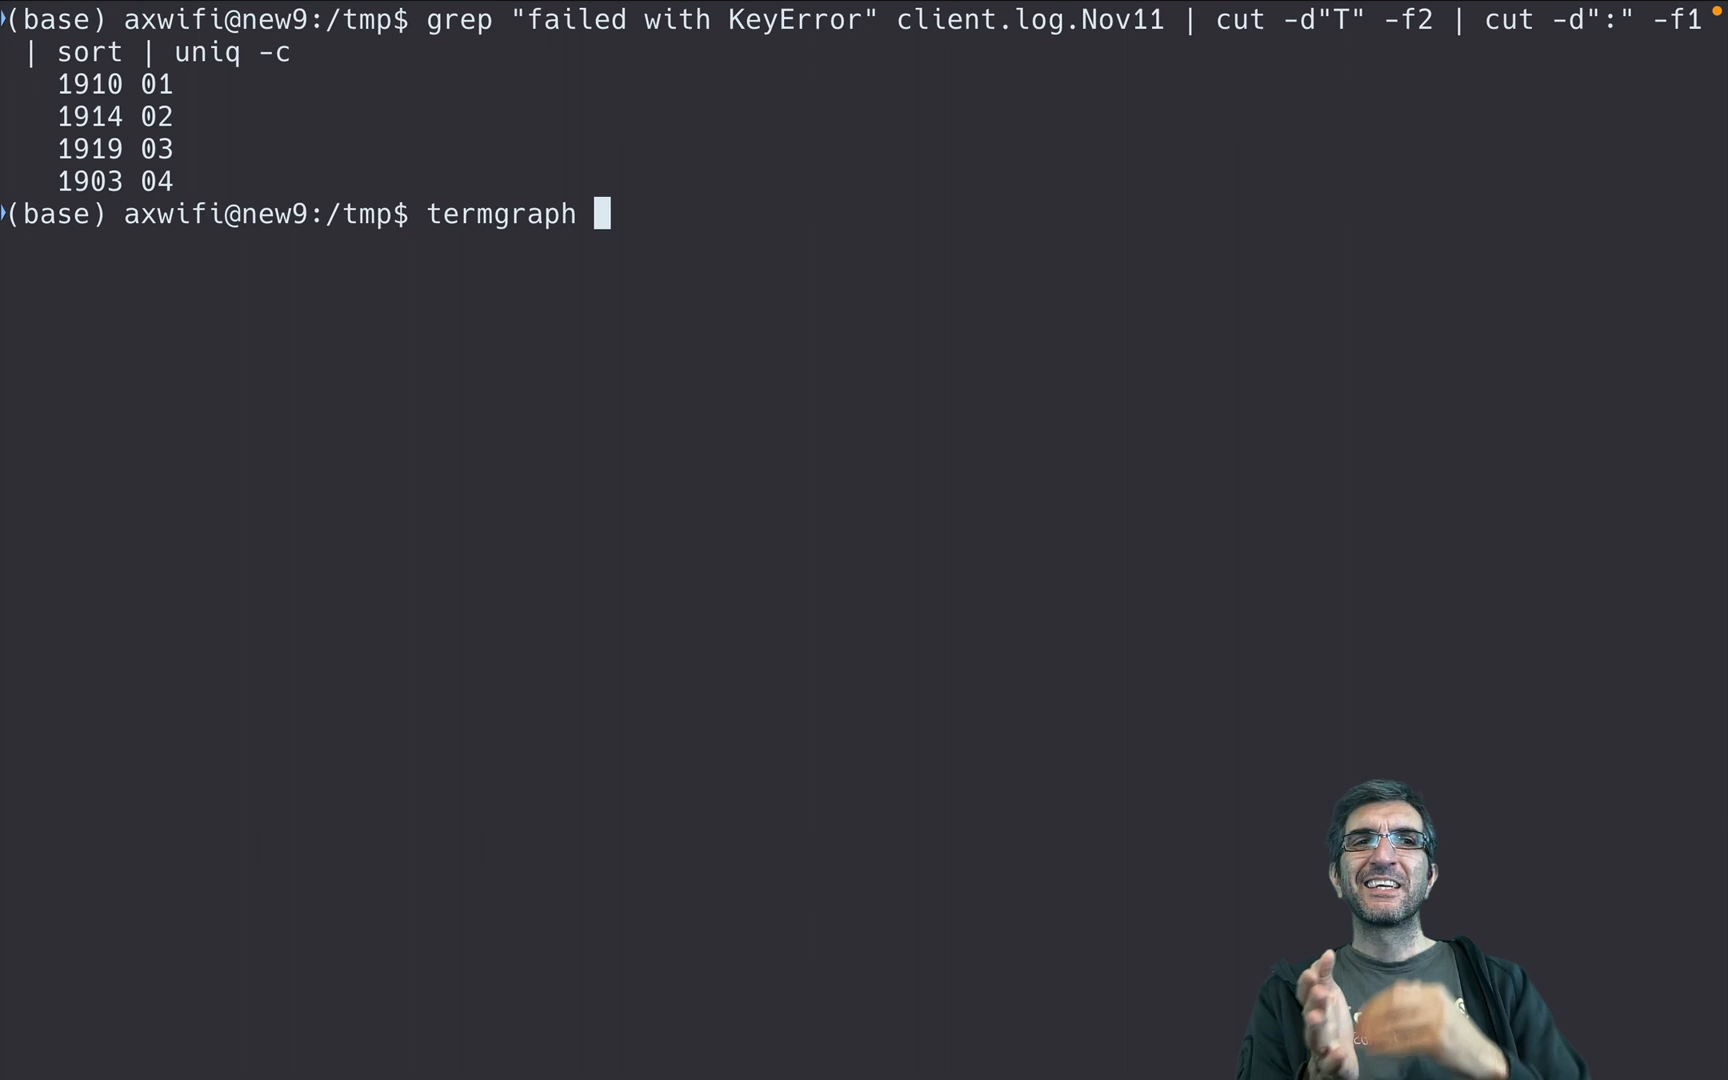 (base) axwifi@new9:/tmp$ grep "failed with KeyError" client.log.Nov11 | cut -d"T" -f2 | cut -d":" -f1
| sort | uniq -c
1910 01
1914 02
1919 03
1903 04
(base) axwifi@new9:/tmp$ termgraph